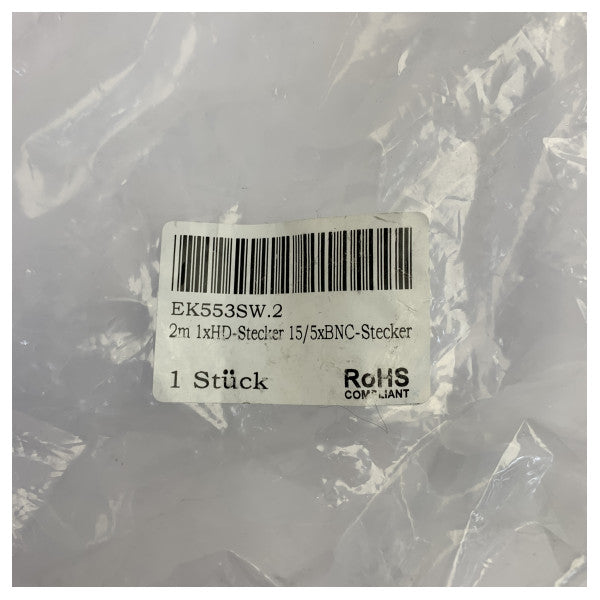 EK553SW.2
2m 1xHD-Stecker 15/5xBNC-Stecker
1 Stück
RoHS
COMPLIANT